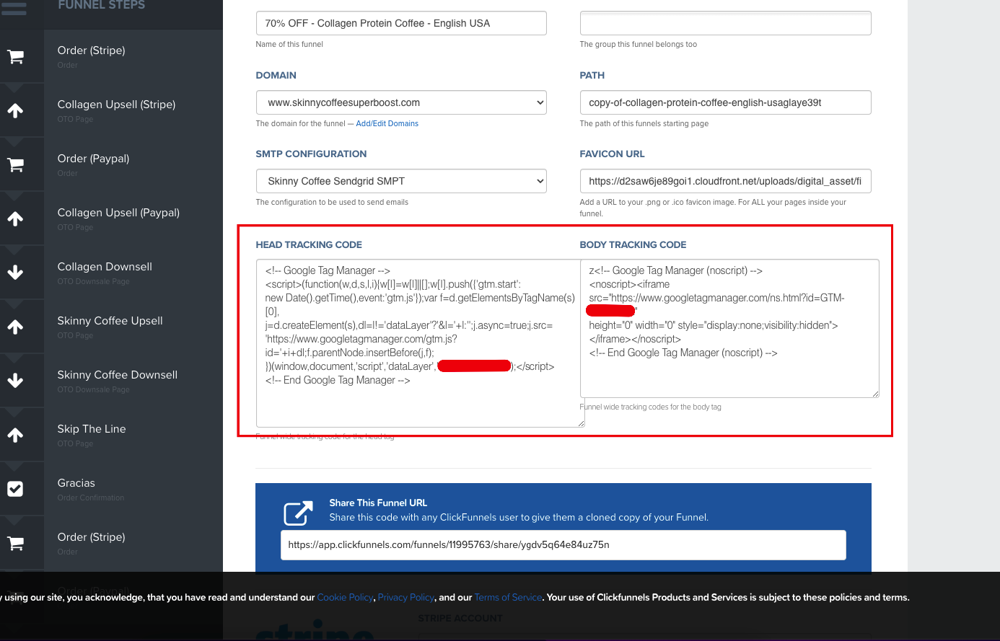 FUNNEL STEPS
Order (Stripe)
Order
Collagen Upsell (Stripe)
OTO Page
Order (Paypal)
Order
Collagen Upsell (Paypal)
OTO Page
Collagen Downsell
OTO Downsale Page
Skinny Coffee Upsell
OTO Page
Skinny Coffee Downsell
OTO Downsale Page
Skip The Line
OTO Page
Gracias
Order Confirmation
Order (Stripe)
Order
Order (Paypal)
70% OFF - Collagen Protein Coffee - English USA
Name of this funnel
The group this funnel belongs too
DOMAIN
www.skinnycoffeesuperboost.com
The domain for the funnel — Add/Edit Domains
PATH
copy-of-collagen-protein-coffee-english-usaglaye39t
The path of this funnels starting page
SMTP CONFIGURATION
Skinny Coffee Sendgrid SMPT
The configuration to be used to send emails
FAVICON URL
https://d2saw6je89goi1.cloudfront.net/uploads/digital_asset/fi
Add a URL to your .png or .ico favicon image. For ALL your pages inside your
funnel.
HEAD TRACKING CODE
<!-- Google Tag Manager -->
<script>(function(w,d,s,l,i){w[l]=w[l]||[];w[l].push({'gtm.start':
new Date().getTime(),event:'gtm.js'});var f=d.getElementsByTagName(s)
[0],
j=d.createElement(s),dl=l!='dataLayer'?'&l='+l:'';j.async=true;j.src=
'https://www.googletagmanager.com/gtm.js?
id='+i+dl;f.parentNode.insertBefore(j,f);
})(window,document,'script','dataLayer',');</script>
<!-- End Google Tag Manager -->
Funnel wide tracking code for the head tag
BODY TRACKING CODE
z<!-- Google Tag Manager (noscript) -->
<noscript><iframe
src="https://www.googletagmanager.com/ns.html?id=GTM-
"
height="0" width="0" style="display:none;visibility:hidden">
</iframe></noscript>
<!-- End Google Tag Manager (noscript) -->
Funnel wide tracking codes for the body tag
Share This Funnel URL
Share this code with any ClickFunnels user to give them a cloned copy of your Funnel.
https://app.clickfunnels.com/funnels/11995763/share/ygdv5q64e84uz75n
y using our site, you acknowledge, that you have read and understand our Cookie Policy, Privacy Policy, and our Terms of Service. Your use of Clickfunnels Products and Services is subject to these policies and terms.
stripe
STRIPE ACCOUNT